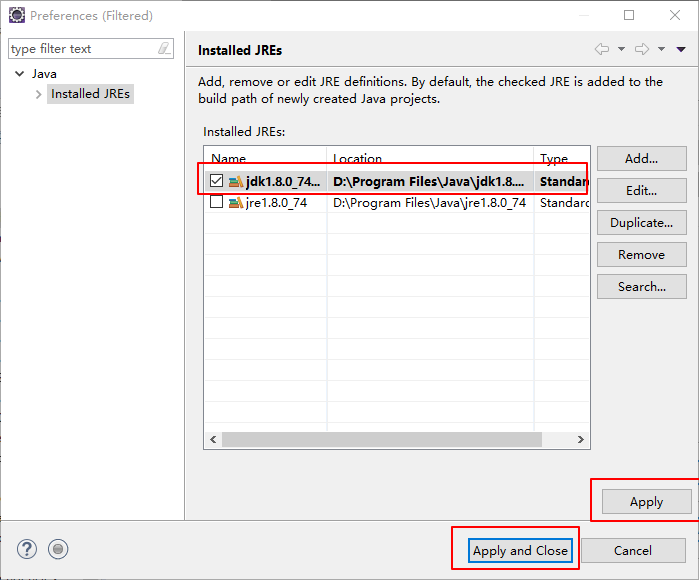 Preferences (Filtered)
type filter text
Java
Installed JREs
Installed JREs
Add, remove or edit JRE definitions. By default, the checked JRE is added to the
build path of newly created Java projects.
Installed JREs:
Name Location Type
jdk1.8.0_74... D:\Program Files\Java\jdk1.8.... Standard
jre1.8.0_74 D:\Program Files\Java\jre1.8.0_74 Standard
Add...
Edit...
Duplicate...
Remove
Search...
Apply
Apply and Close
Cancel